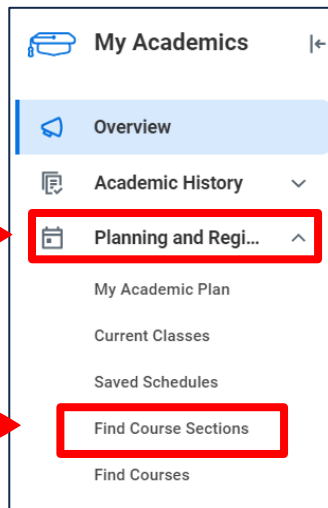 My Academics
Overview
Academic History
Planning and Regi...
My Academic Plan
Current Classes
Saved Schedules
Find Course Sections
Find Courses